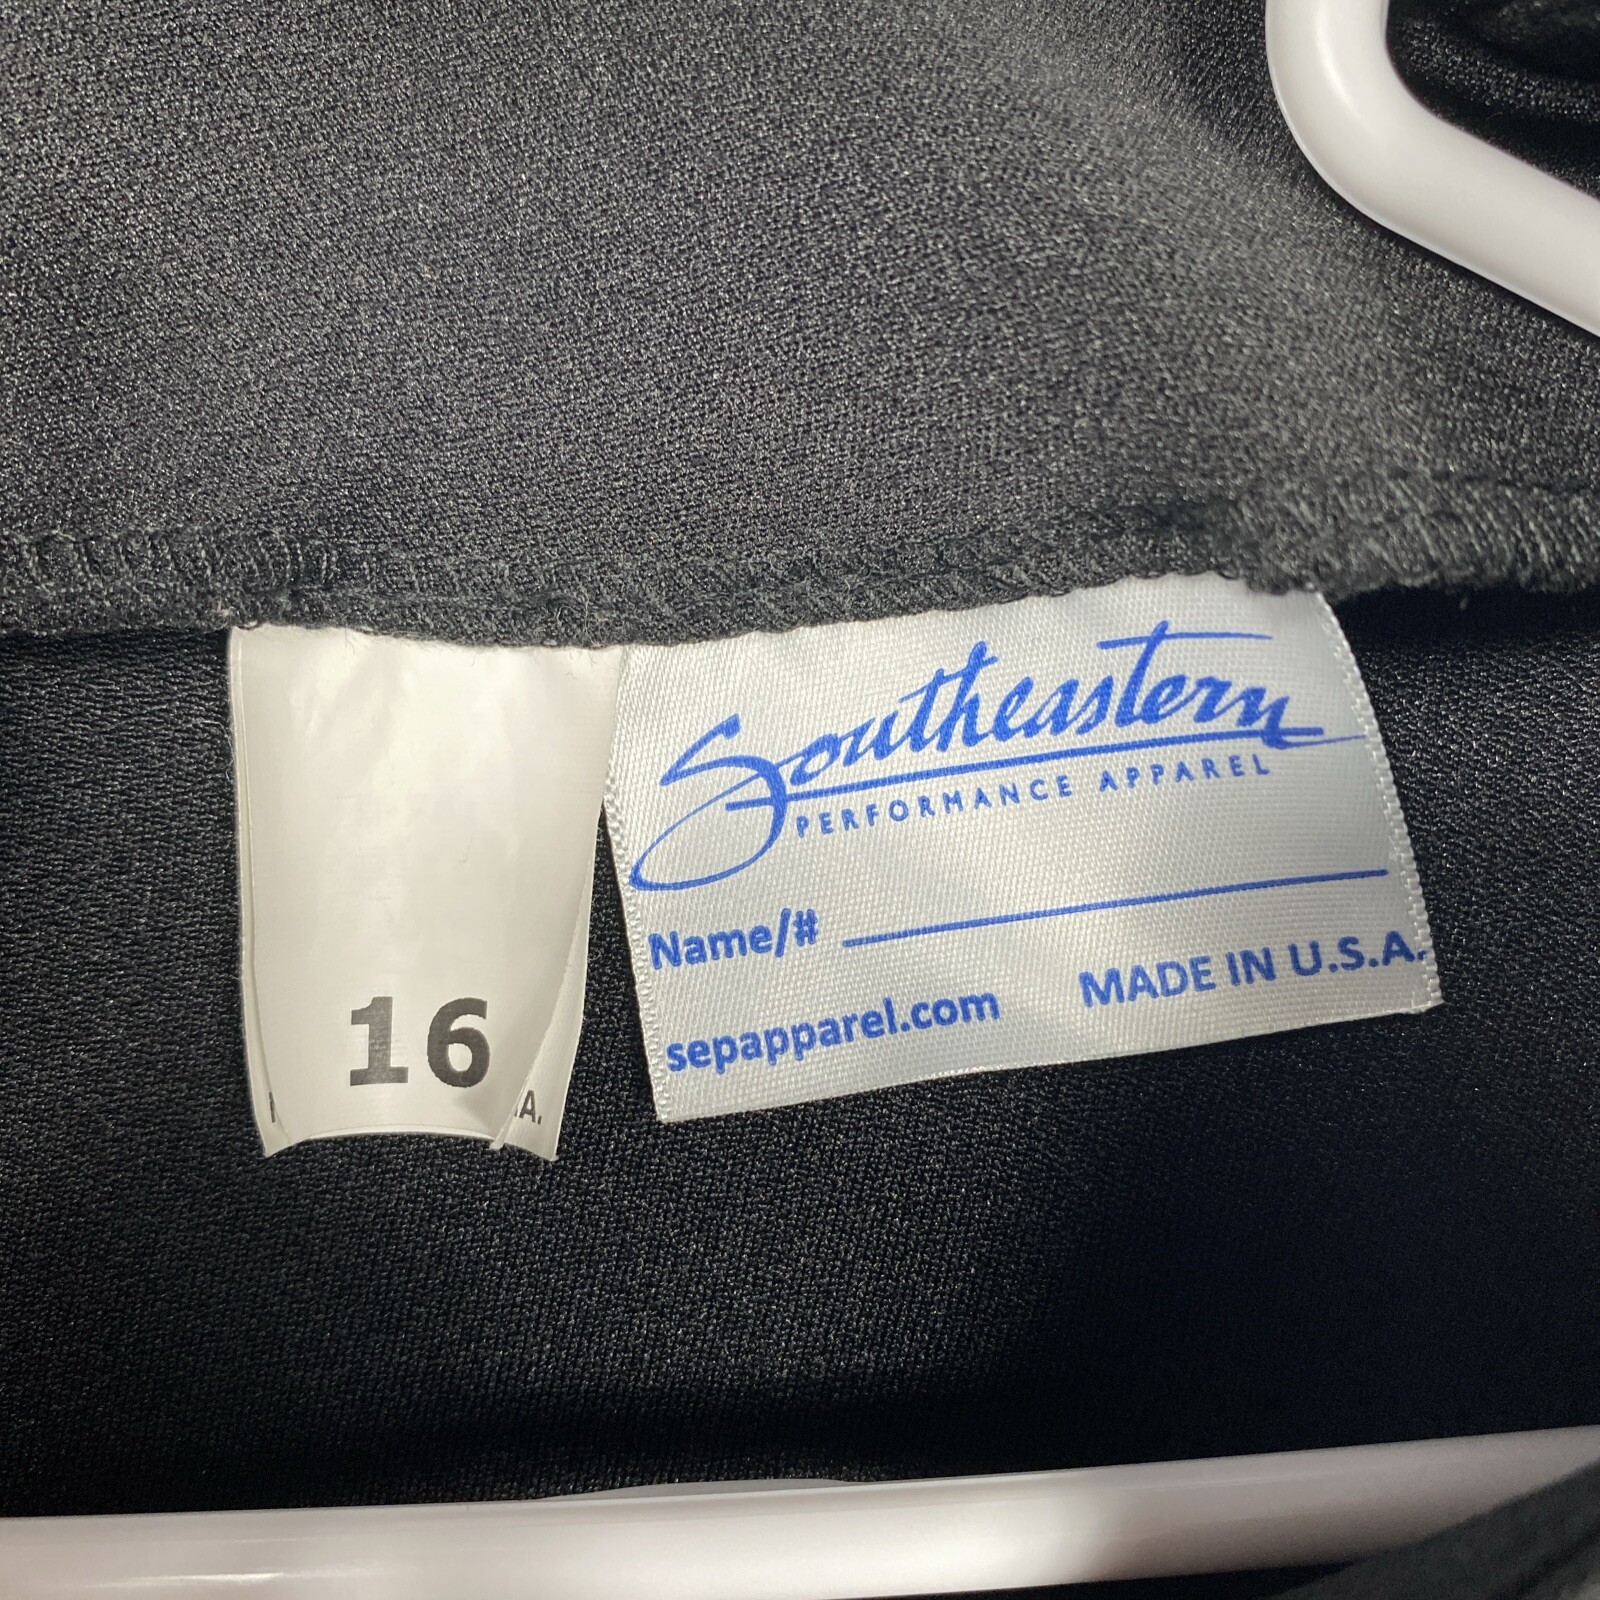 16
Southeastern
PERFORMANCE APPAREL
Name/#
sepapparel.com MADE IN U.S.A.